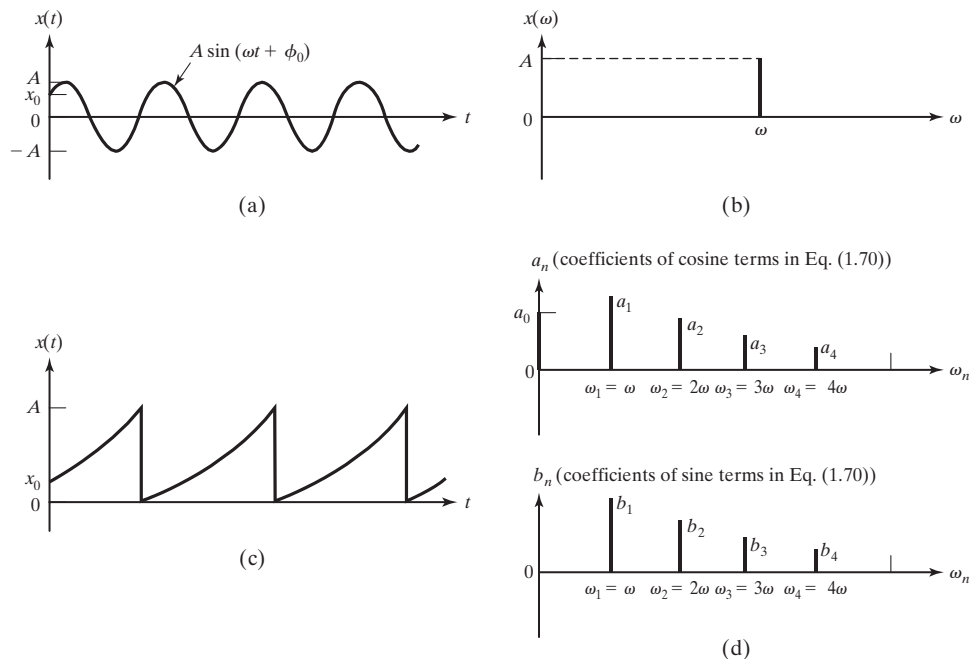 x(t)
A sin (ωt + ϕ₀)
A
x₀
0
− A
t
(a)
x(ω)
A
0
ω
ω
(b)
x(t)
A
x₀
0
t
(c)
aₙ (coefficients of cosine terms in Eq. (1.70))
a₀
a₁
a₂
a₃
a₄
0
ωₙ
ω₁ = ω ω₂ = 2ω ω₃ = 3ω ω₄ = 4ω
bₙ (coefficients of sine terms in Eq. (1.70))
b₁
b₂
b₃
b₄
0
ωₙ
ω₁ = ω ω₂ = 2ω ω₃ = 3ω ω₄ = 4ω
(d)